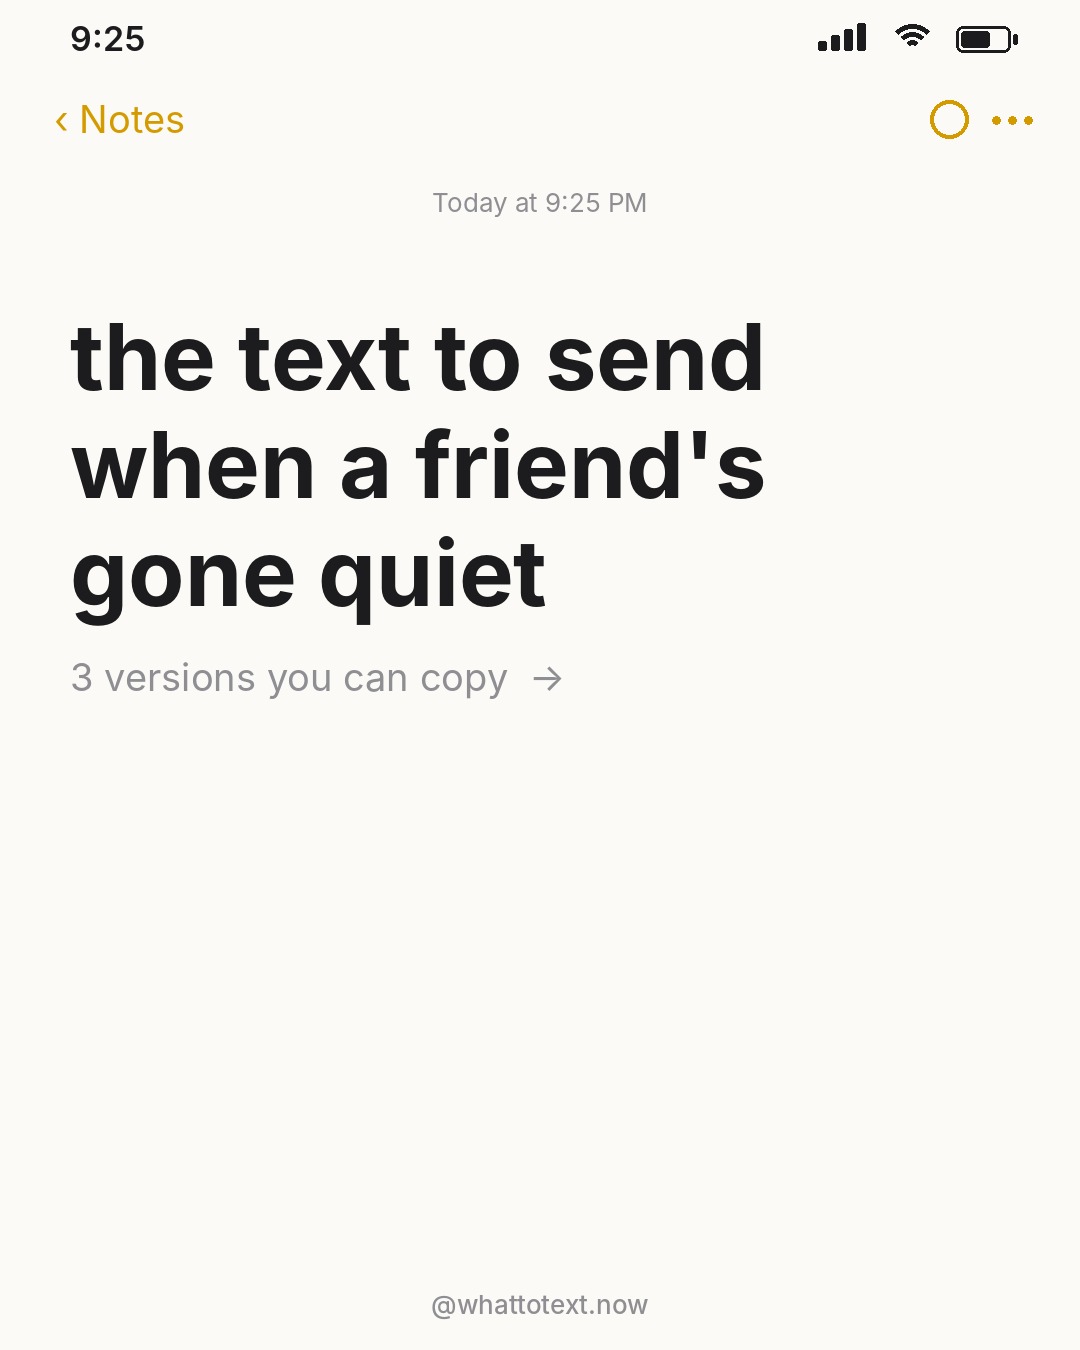 9:25
‹ Notes
Today at 9:25 PM
the text to send
when a friend's
gone quiet
3 versions you can copy →
@whattotext.now